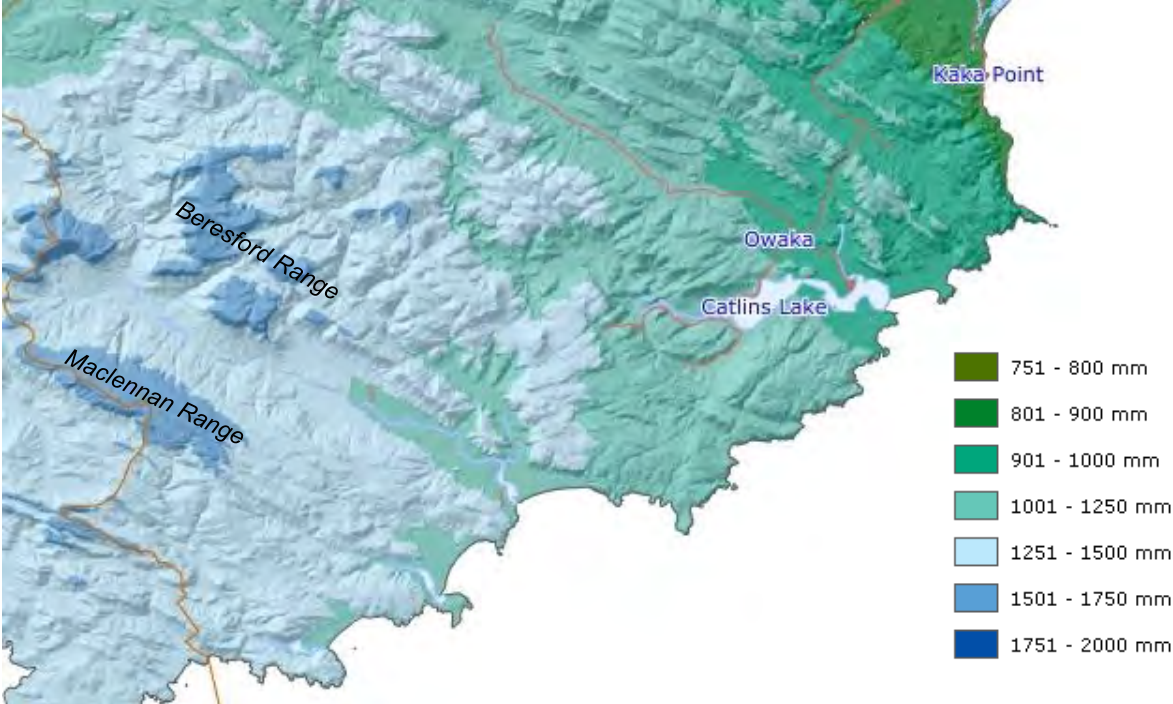 Kaka Point
Beresford Range
Owaka
Catlins Lake
Maclennan Range
751 - 800 mm
801 - 900 mm
901 - 1000 mm
1001 - 1250 mm
1251 - 1500 mm
1501 - 1750 mm
1751 - 2000 mm